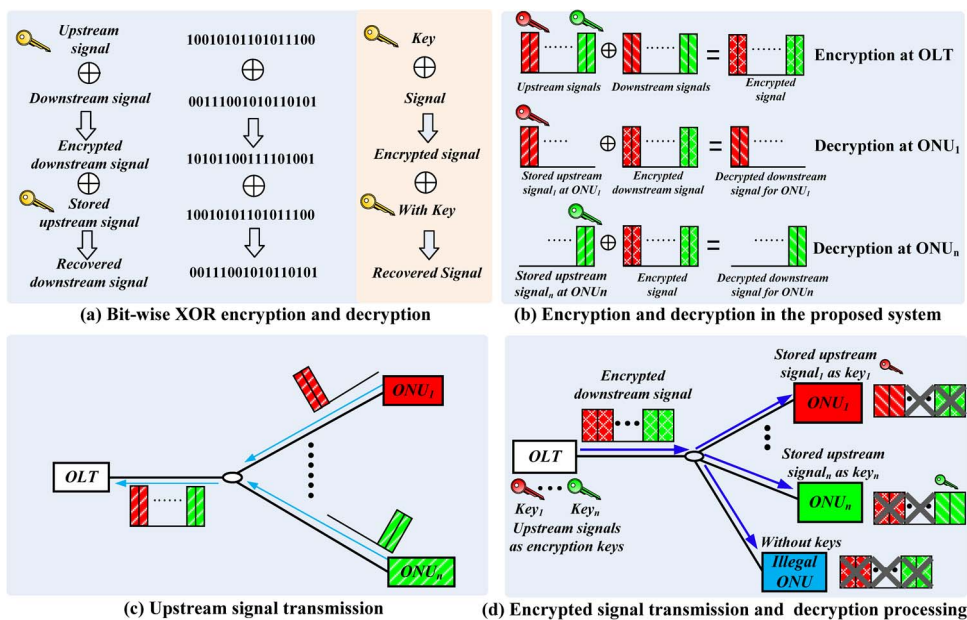 Upstream
signal
Downstream signal
Encrypted
downstream signal
Stored
upstream signal
Recovered
downstream signal
10010101101011100
00111001010110101
10101100111101001
10010101101011100
00111001010110101
Key
Signal
Encrypted signal
With Key
Recovered Signal
(a) Bit-wise XOR encryption and decryption
Upstream signals
Downstream signals
Encrypted
signal
Encryption at OLT
Stored upstream
signal1 at ONU1
Encrypted
downstream signal
Decrypted downstream
signal for ONU1
Decryption at ONU1
Stored upstream
signaln at ONUn
Encrypted
signal
Decrypted downstream
signal for ONUn
Decryption at ONUn
(b) Encryption and decryption in the proposed system
OLT
ONU1
ONUn
(c) Upstream signal transmission
Encrypted
downstream signal
OLT
Key1
Keyn
Upstream signals
as encryption keys
Stored upstream
signal1 as key1
ONU1
Stored upstream
signaln as keyn
ONUn
Without keys
Illegal
ONU
(d) Encrypted signal transmission and decryption processing